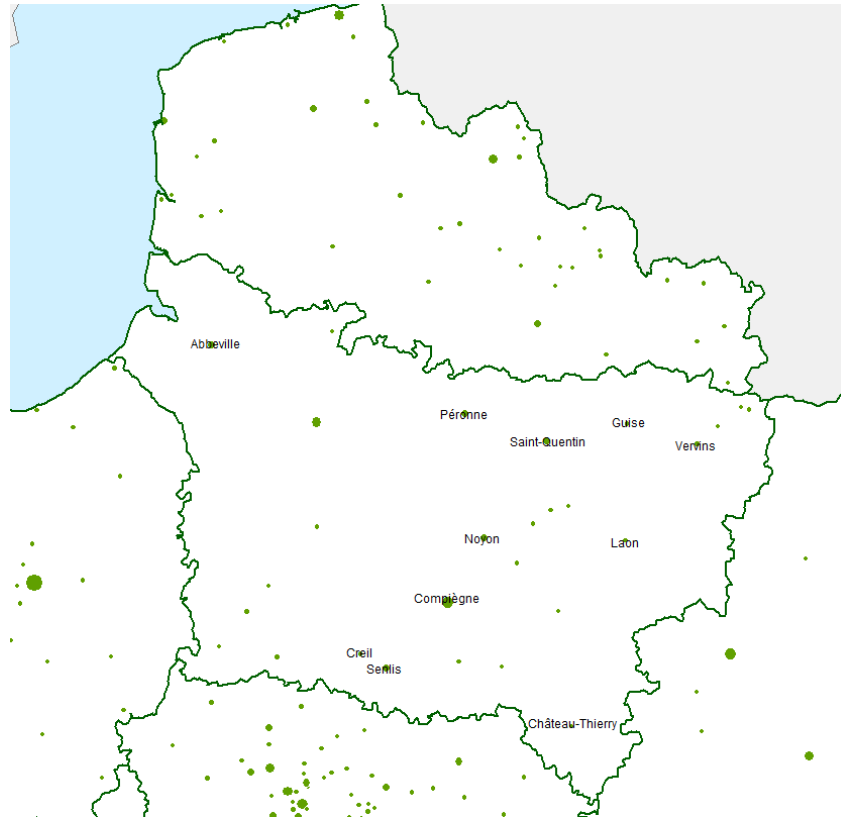 Abbeville
Péronne
Guise
Saint-Quentin
Vervins
Noyon
Laon
Compiègne
Creil
Senlis
Château-Thierry